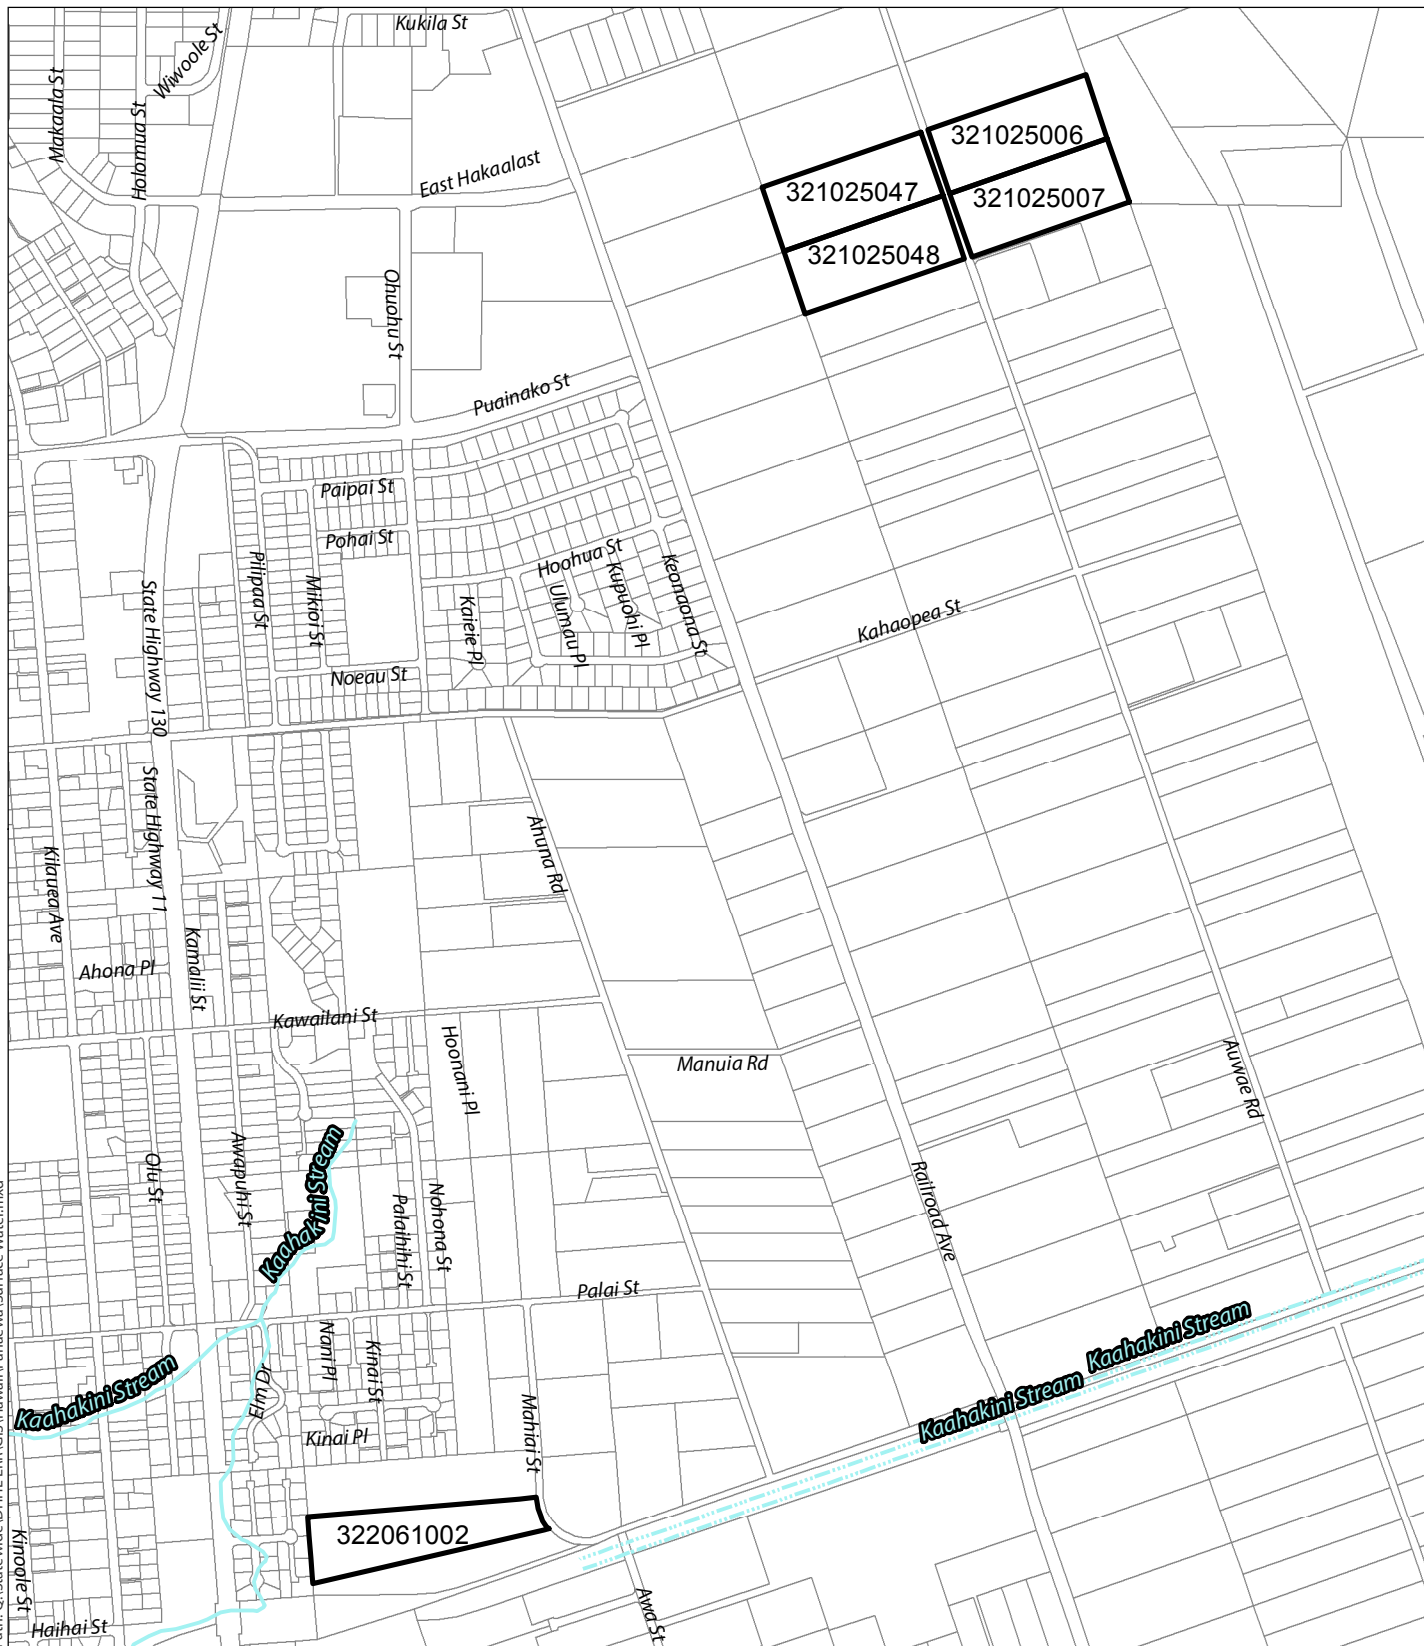 Kukila St
Wiwoole St
Makaala St
Holomua St
East Hakaalast
321025006
321025047
321025007
321025048
Ohuohu St
Puainako St
Paipai St
Pohai St
Hoohua St
Pilipaa St
Mikioi St
Kaieie Pl
Ulumau Pl
Kupuohi Pl
Keonaona St
State Highway 130
Kahaopea St
Noeau St
State Highway 11
Ahuna Rd
Kilauea Ave
Kamalii St
Ahona Pl
Kawailani St
Hoonani Pl
Manuia Rd
Auwae Rd
Olu St
Awapuhi St
Kaahakini Stream
Palaihihi St
Nohona St
Railroad Ave
Palai St
Kaahakini Stream
Kaahakini Stream
Kaahakini Stream
Elm Dr
Nani Pl
Kinai St
Kinai Pl
Mahiai St
322061002
Kinoole St
Haihai St
Awa St